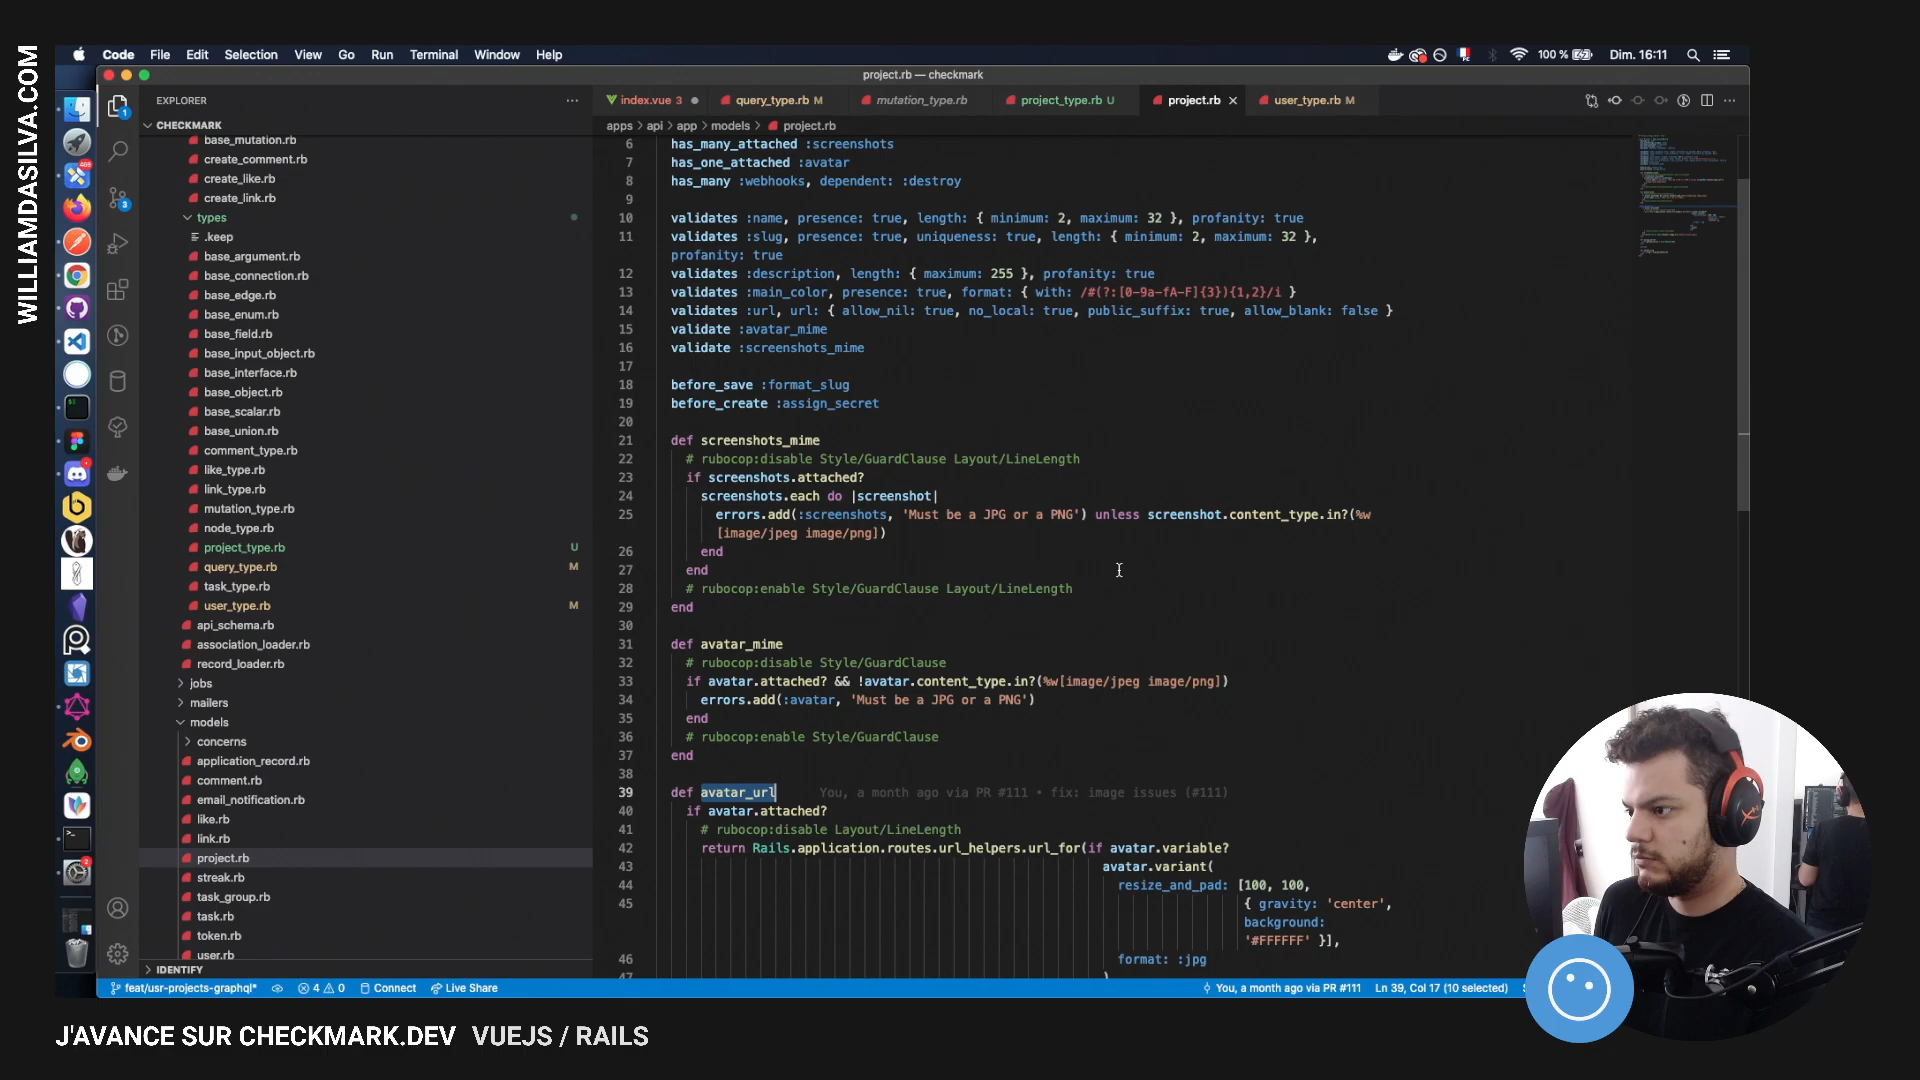 WILLIAMDASILVA.COM
Code File Edit Selection View Go Run Terminal Window Help
100 % Dim. 16:11
project.rb — checkmark
EXPLORER
index.vue 3
query_type.rb M
mutation_type.rb
project_type.rb U
project.rb
user_type.rb M
CHECKMARK
apps > api > app > models > project.rb
base_mutation.rb
create_comment.rb
create_like.rb
create_link.rb
types
.keep
base_argument.rb
base_connection.rb
base_edge.rb
base_enum.rb
base_field.rb
base_input_object.rb
base_interface.rb
base_object.rb
base_scalar.rb
base_union.rb
comment_type.rb
like_type.rb
link_type.rb
mutation_type.rb
node_type.rb
project_type.rb U
query_type.rb M
task_type.rb
user_type.rb M
api_schema.rb
association_loader.rb
record_loader.rb
jobs
mailers
models
concerns
application_record.rb
comment.rb
email_notification.rb
like.rb
link.rb
project.rb
streak.rb
task_group.rb
task.rb
token.rb
user.rb
IDENTIFY
6 has_many_attached :screenshots
7 has_one_attached :avatar
8 has_many :webhooks, dependent: :destroy
9
10 validates :name, presence: true, length: { minimum: 2, maximum: 32 }, profanity: true
11 validates :slug, presence: true, uniqueness: true, length: { minimum: 2, maximum: 32 },
profanity: true
12 validates :description, length: { maximum: 255 }, profanity: true
13 validates :main_color, presence: true, format: { with: /#(?:[0-9a-fA-F]{3}){1,2}/i }
14 validates :url, url: { allow_nil: true, no_local: true, public_suffix: true, allow_blank: false }
15 validate :avatar_mime
16 validate :screenshots_mime
17
18 before_save :format_slug
19 before_create :assign_secret
20
21 def screenshots_mime
22 # rubocop:disable Style/GuardClause Layout/LineLength
23 if screenshots.attached?
24 screenshots.each do |screenshot|
25 errors.add(:screenshots, 'Must be a JPG or a PNG') unless screenshot.content_type.in?(%w
[image/jpeg image/png])
26 end
27 end
28 # rubocop:enable Style/GuardClause Layout/LineLength
29 end
30
31 def avatar_mime
32 # rubocop:disable Style/GuardClause
33 if avatar.attached? && !avatar.content_type.in?(%w[image/jpeg image/png])
34 errors.add(:avatar, 'Must be a JPG or a PNG')
35 end
36 # rubocop:enable Style/GuardClause
37 end
38
39 def avatar_url You, a month ago via PR #111 • fix: image issues (#111)
40 if avatar.attached?
41 # rubocop:disable Layout/LineLength
42 return Rails.application.routes.url_helpers.url_for(if avatar.variable?
43 avatar.variant(
44 resize_and_pad: [100, 100,
45 { gravity: 'center',
background:
'#FFFFFF' }],
46 format: :jpg
47 )
feat/usr-projects-graphql* 4 0 Connect Live Share
You, a month ago via PR #111 Ln 39, Col 17 (10 selected)
J'AVANCE SUR CHECKMARK.DEV VUEJS / RAILS